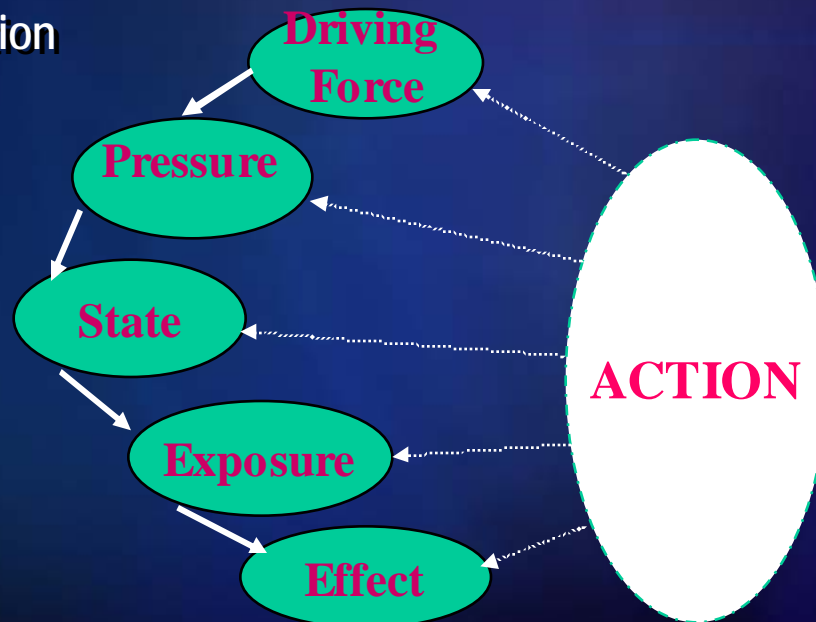 ion
Driving
Force
Pressure
State
ACTION
Exposure
Effect